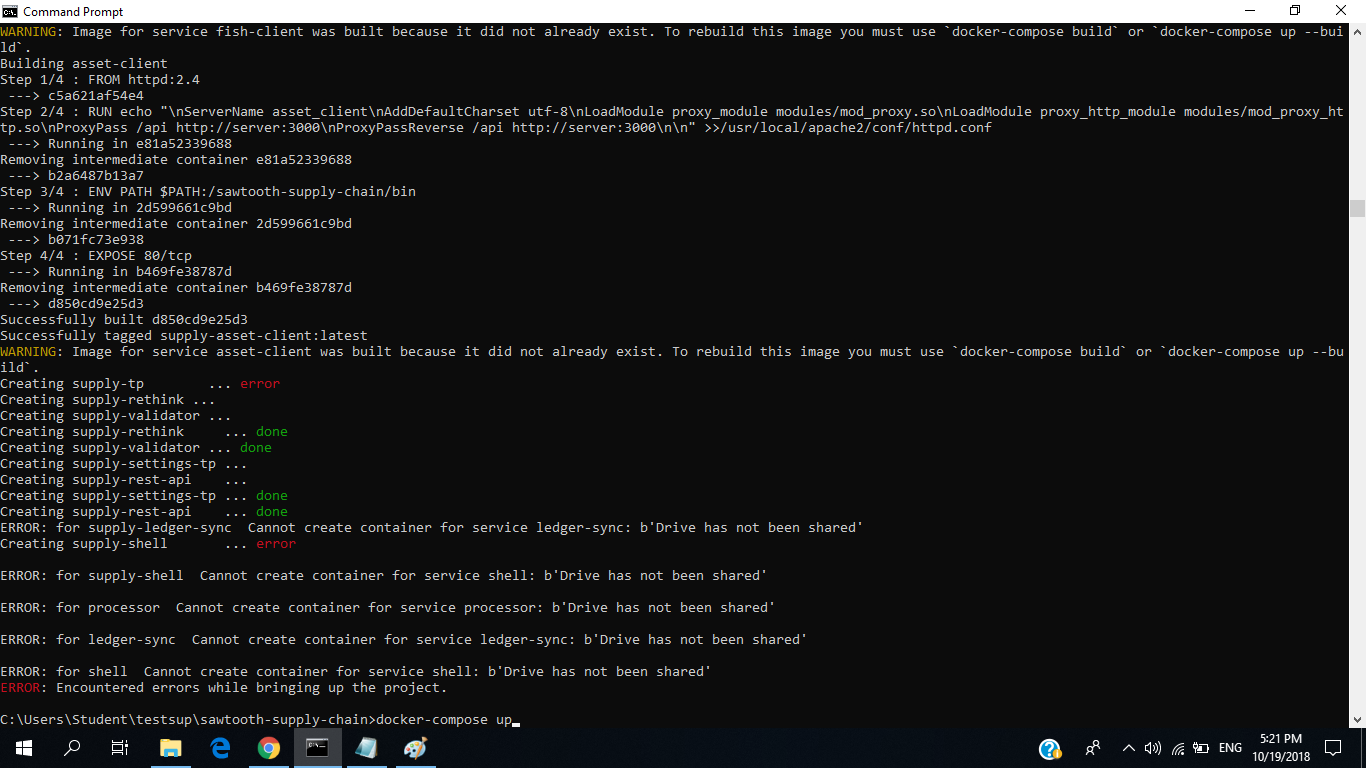 Command Prompt
WARNING: Image for service fish-client was built because it did not already exist. To rebuild this image you must use `docker-compose build` or `docker-compose up --bui
ld`.
Building asset-client
Step 1/4 : FROM httpd:2.4
 ---> c5a621af54e4
Step 2/4 : RUN echo "\nServerName asset_client\nAddDefaultCharset utf-8\nLoadModule proxy_module modules/mod_proxy.so\nLoadModule proxy_http_module modules/mod_proxy_ht
tp.so\nProxyPass /api http://server:3000\nProxyPassReverse /api http://server:3000\n\n" >>/usr/local/apache2/conf/httpd.conf
 ---> Running in e81a52339688
Removing intermediate container e81a52339688
 ---> b2a6487b13a7
Step 3/4 : ENV PATH $PATH:/sawtooth-supply-chain/bin
 ---> Running in 2d599661c9bd
Removing intermediate container 2d599661c9bd
 ---> b071fc73e938
Step 4/4 : EXPOSE 80/tcp
 ---> Running in b469fe38787d
Removing intermediate container b469fe38787d
 ---> d850cd9e25d3
Successfully built d850cd9e25d3
Successfully tagged supply-asset-client:latest
WARNING: Image for service asset-client was built because it did not already exist. To rebuild this image you must use `docker-compose build` or `docker-compose up --bu
ild`.
Creating supply-tp        ... error
Creating supply-rethink ...
Creating supply-validator ...
Creating supply-rethink     ... done
Creating supply-validator ... done
Creating supply-settings-tp ...
Creating supply-rest-api    ...
Creating supply-settings-tp ... done
Creating supply-rest-api    ... done
ERROR: for supply-ledger-sync  Cannot create container for service ledger-sync: b'Drive has not been shared'
Creating supply-shell       ... error
ERROR: for supply-shell  Cannot create container for service shell: b'Drive has not been shared'
ERROR: for processor  Cannot create container for service processor: b'Drive has not been shared'
ERROR: for ledger-sync  Cannot create container for service ledger-sync: b'Drive has not been shared'
ERROR: for shell  Cannot create container for service shell: b'Drive has not been shared'
ERROR: Encountered errors while bringing up the project.
C:\Users\Student\testsup\sawtooth-supply-chain>docker-compose up
ENG
5:21 PM
10/19/2018